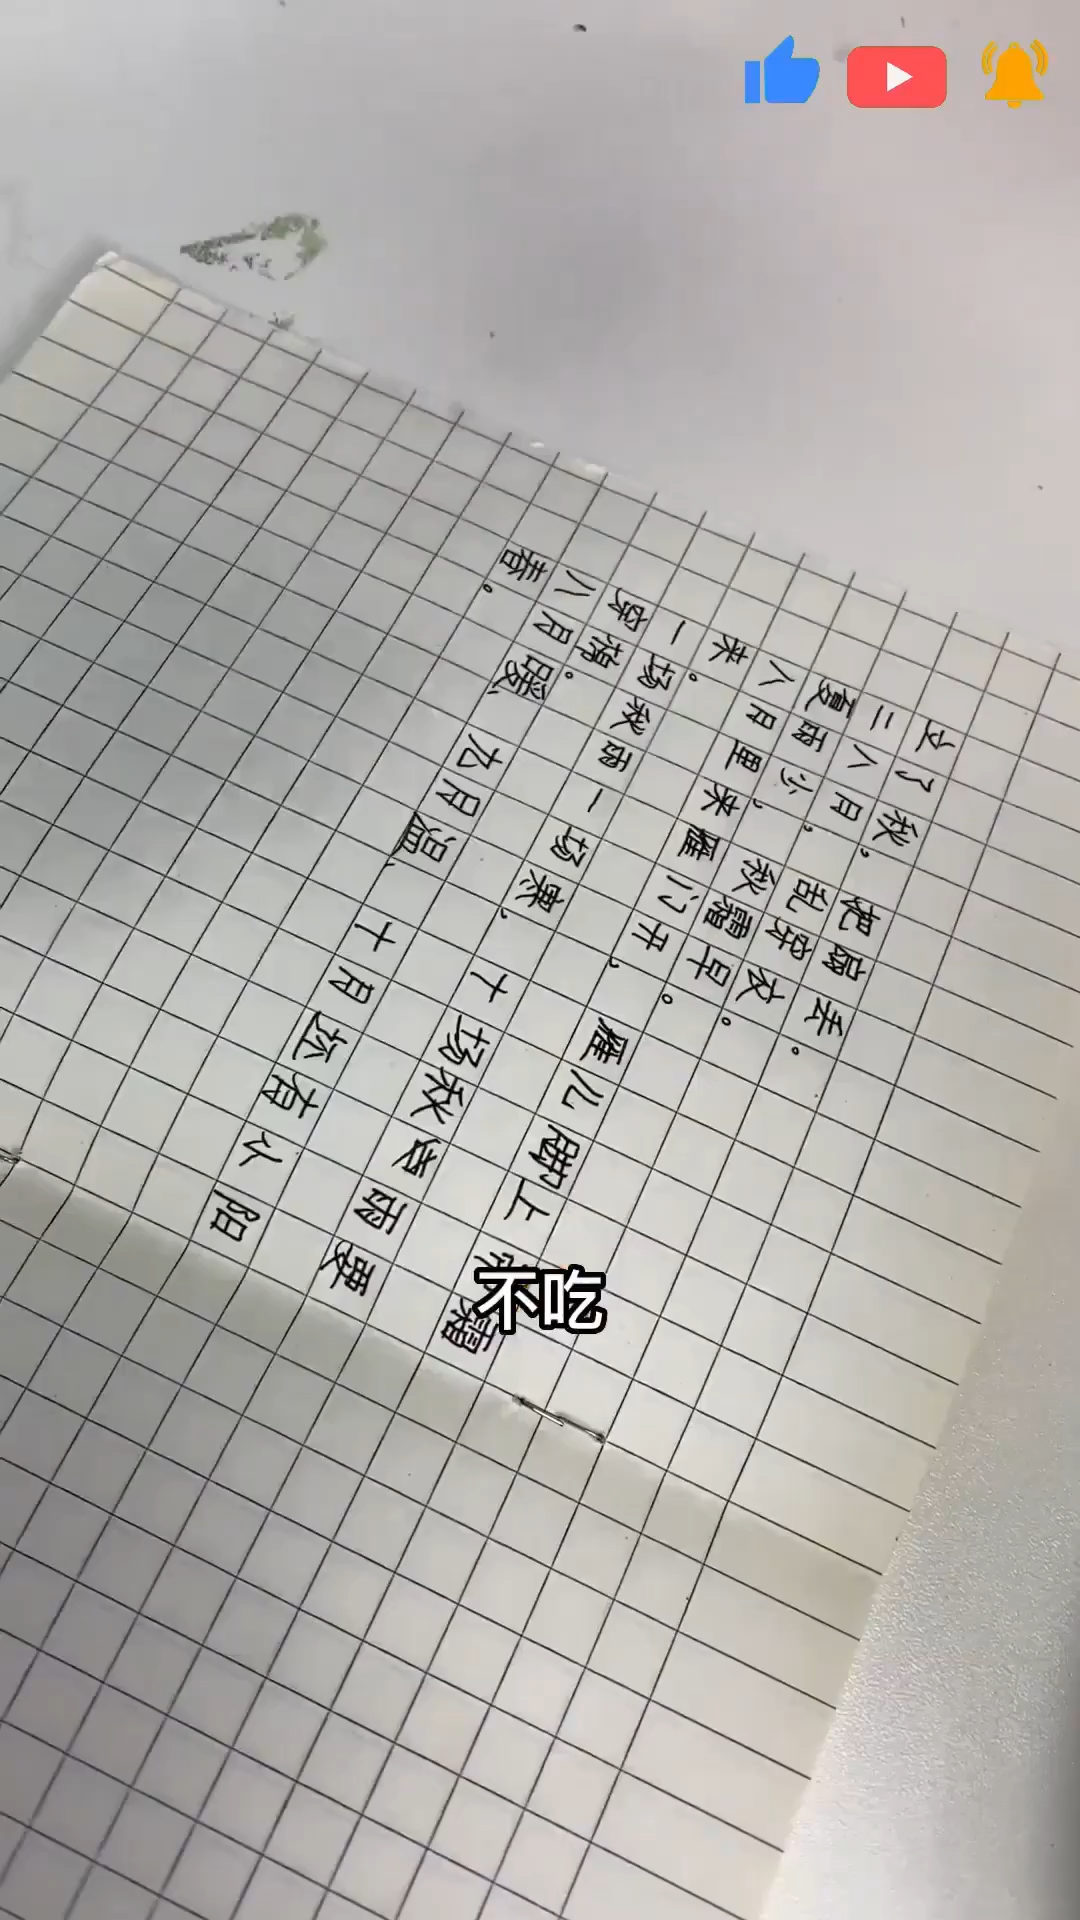 立了秋,把扇丢。
二八月,乱穿衣。
夏雨少,秋霜早。
八月里来雁门开,雁儿脚上霜
来。
一场秋雨一场寒,十场秋雨要
穿棉。
八月暖,九月温,十月还有小阳
春。
不吃